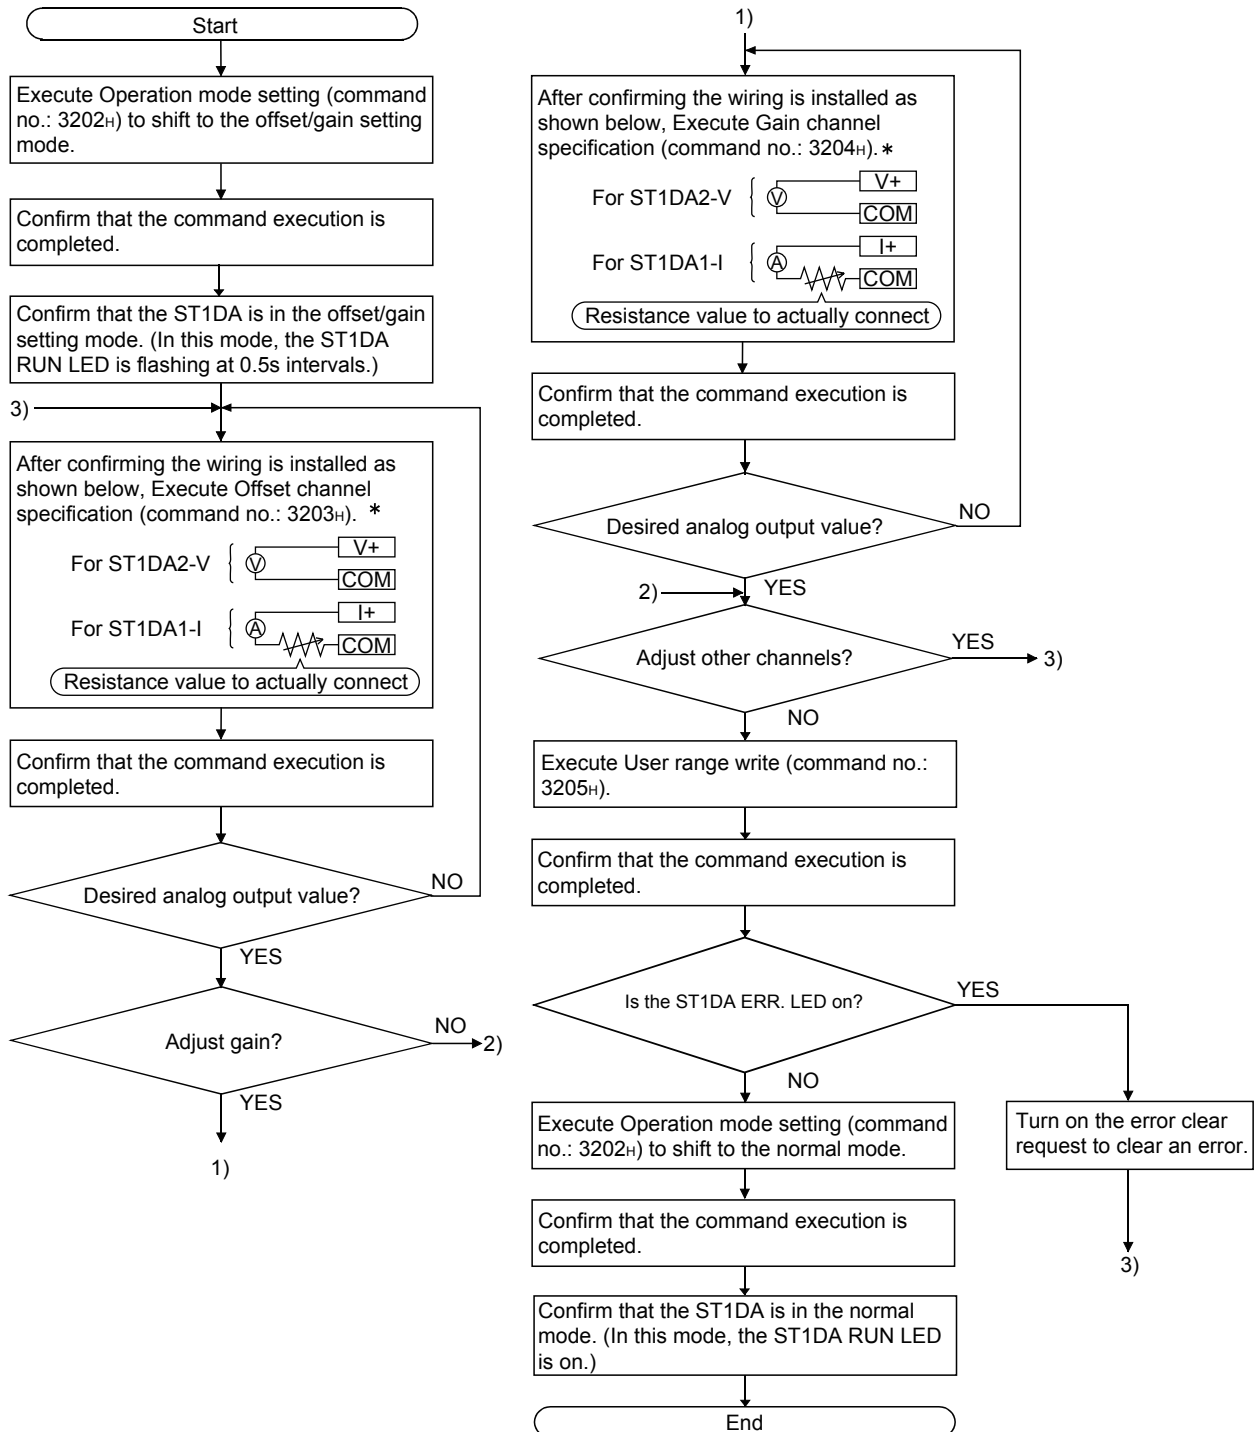 Start
Execute Operation mode setting (command
no.: 3202H) to shift to the offset/gain setting
mode.
Confirm that the command execution is
completed.
Confirm that the ST1DA is in the offset/gain
setting mode. (In this mode, the ST1DA
RUN LED is flashing at 0.5s intervals.)
3)
After confirming the wiring is installed as
shown below, Execute Offset channel
specification (command no.: 3203H). *
For ST1DA2-V
V
V+
COM
For ST1DA1-I
A
I+
COM
Resistance value to actually connect
Confirm that the command execution is
completed.
Desired analog output value?
NO
YES
Adjust gain?
NO
2)
YES
1)
1)
After confirming the wiring is installed as
shown below, Execute Gain channel
specification (command no.: 3204H). *
For ST1DA2-V
V
V+
COM
For ST1DA1-I
A
I+
COM
Resistance value to actually connect
Confirm that the command execution is
completed.
Desired analog output value?
NO
YES
2)
Adjust other channels?
YES
3)
NO
Execute User range write (command no.:
3205H).
Confirm that the command execution is
completed.
Is the ST1DA ERR. LED on?
YES
NO
Execute Operation mode setting (command
no.: 3202H) to shift to the normal mode.
Turn on the error clear
request to clear an error.
3)
Confirm that the command execution is
completed.
Confirm that the ST1DA is in the normal
mode. (In this mode, the ST1DA RUN LED
is on.)
End